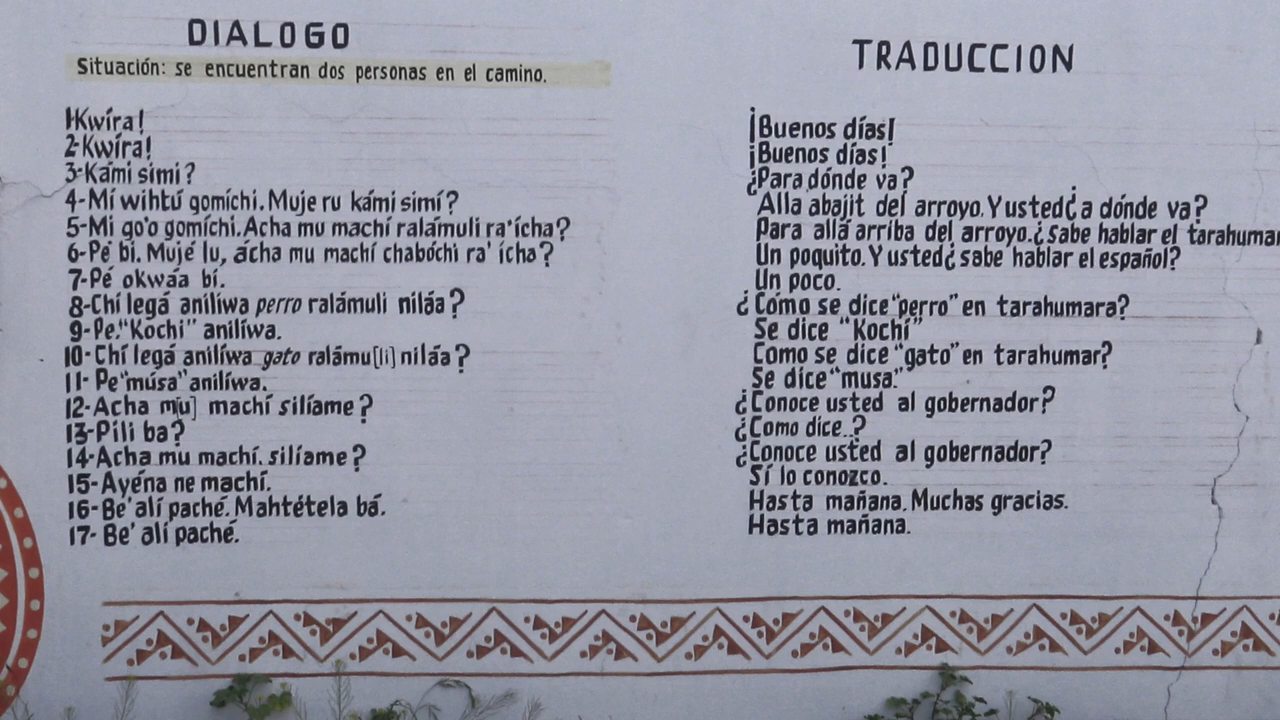 DIALOGO
Situación: se encuentran dos personas en el camino.
1-Kwíra!
2-Kwíra!
3-Kámi simi?
4-Mí wihtú gomíchi. Muje ru kámi simí?
5-Mi go'o gomíchi. Acha mu machí ralámuli ra'ícha?
6-Pé bi. Mujé lu, ácha mu machí chabóchi ra' ícha?
7-Pé okwáa bí.
8-Chí legá anilíwa perro ralámuli niláa?
9-Pe."Kochi" anilíwa.
10-Chí legá anilíwa gato ralámu[li] niláa?
11- Pe "músa" anilíwa.
12-Acha m[u] machí silíame?
13-Pili ba?
14-Acha mu machí. silíame?
15-Ayéna ne machí.
16-Be' alí paché. Mahtétela bá.
17- Be' alí paché.
TRADUCCION
¡Buenos días!
¡Buenos días!
¿Para dónde va?
Alla abajit del arroyo. Y usted ¿ a dónde va?
Para allá arriba del arroyo. ¿ Sabe hablar el tarahumar
Un poquito. Y usted ¿ sabe hablar el español?
Un poco.
¿ Cómo se dice "perro" en tarahumara?
Se dice "Kochí"
Como se dice "gato" en tarahumar?
Se dice "musa."
¿Conoce usted al gobernador?
¿Como dice..?
¿Conoce usted al gobernador?
Sí lo conozco.
Hasta mañana. Muchas gracias.
Hasta mañana.